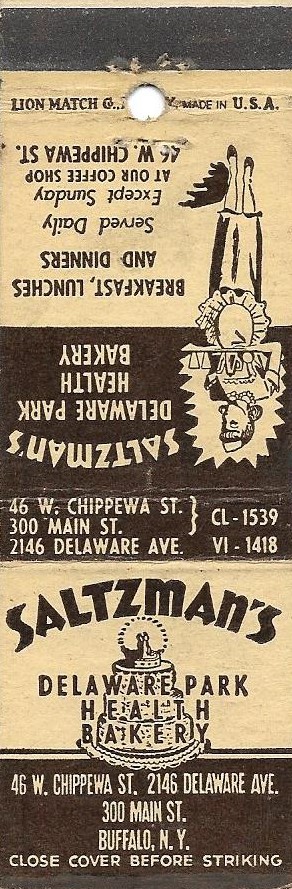 LION MATCH C MADE IN U.S.A.
46 W. CHIPPEWA ST.
AT OUR COFFEE SHOP
Except Sunday
Served Daily
AND DINNERS
BREAKFAST, LUNCHES
BAKERY
HEALTH
DELAWARE PARK
SALTZMAN'S
46 W. CHIPPEWA ST. } CL-1539
300 MAIN ST.
2146 DELAWARE AVE. VI-1418
SALTZMAN'S
DELAWARE PARK
HEALTH
BAKERY
46 W. CHIPPEWA ST. 2146 DELAWARE AVE.
300 MAIN ST.
BUFFALO, N.Y.
CLOSE COVER BEFORE STRIKING